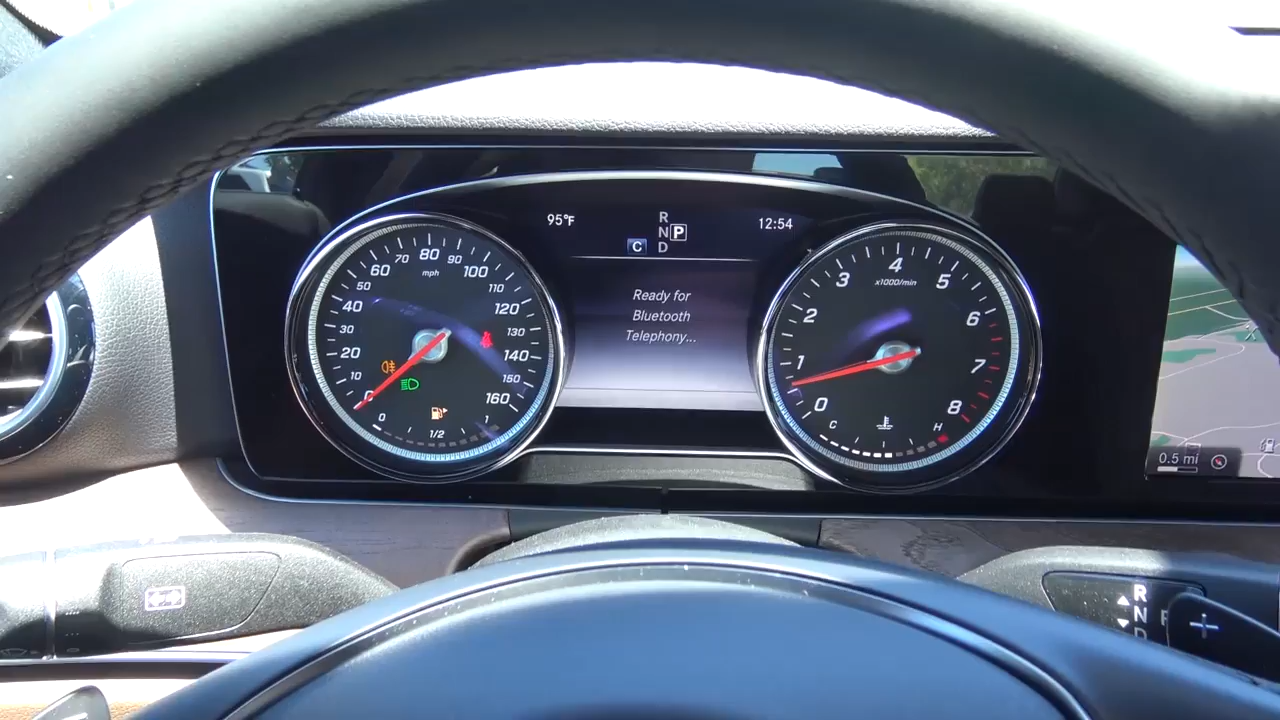 95°F
R
N P
C D
12:54
Ready for
Bluetooth
Telephony...
mph
0
10
20
30
40
50
60
70
80
90
100
110
120
130
140
150
160
0
1/2
1
x1000/min
0
1
2
3
4
5
6
7
8
C
H
0.5 mi
R
N P
D
+